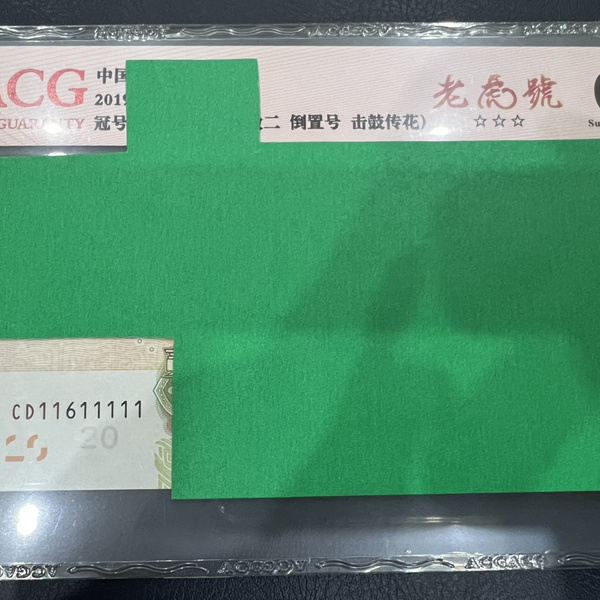 ACG 中国
2019
老虎號
GUARANTY 冠号
二 倒置号 击鼓传花)
☆☆☆
Su
CD11611111
20